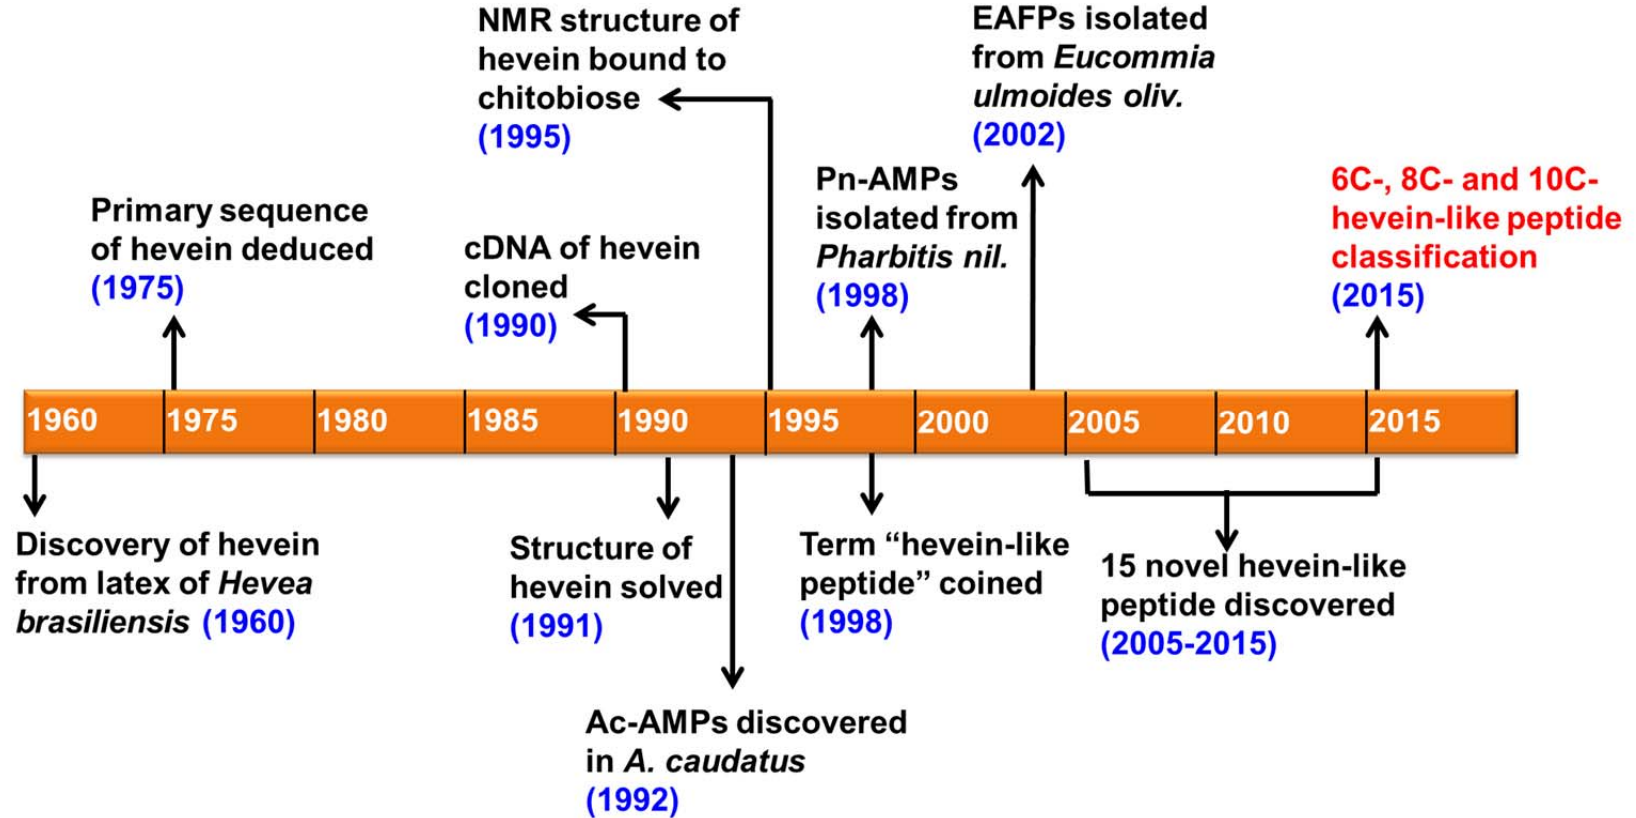 NMR structure of
hevein bound to
chitobiose
(1995)
EAFPs isolated
from Eucommia
ulmoides oliv.
(2002)
Primary sequence
of hevein deduced
(1975)
cDNA of hevein
cloned
(1990)
Pn-AMPs
isolated from
Pharbitis nil.
(1998)
6C-, 8C- and 10C-
hevein-like peptide
classification
(2015)
1960 1975 1980 1985 1990 1995 2000 2005 2010 2015
Discovery of hevein
from latex of Hevea
brasiliensis (1960)
Structure of
hevein solved
(1991)
Term “hevein-like
peptide” coined
(1998)
15 novel hevein-like
peptide discovered
(2005-2015)
Ac-AMPs discovered
in A. caudatus
(1992)